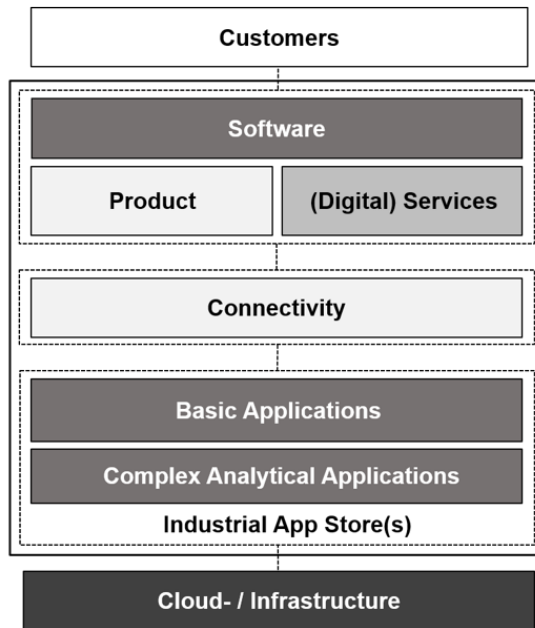 Customers
Software
Product
(Digital) Services
Connectivity
Basic Applications
Complex Analytical Applications
Industrial App Store(s)
Cloud- / Infrastructure